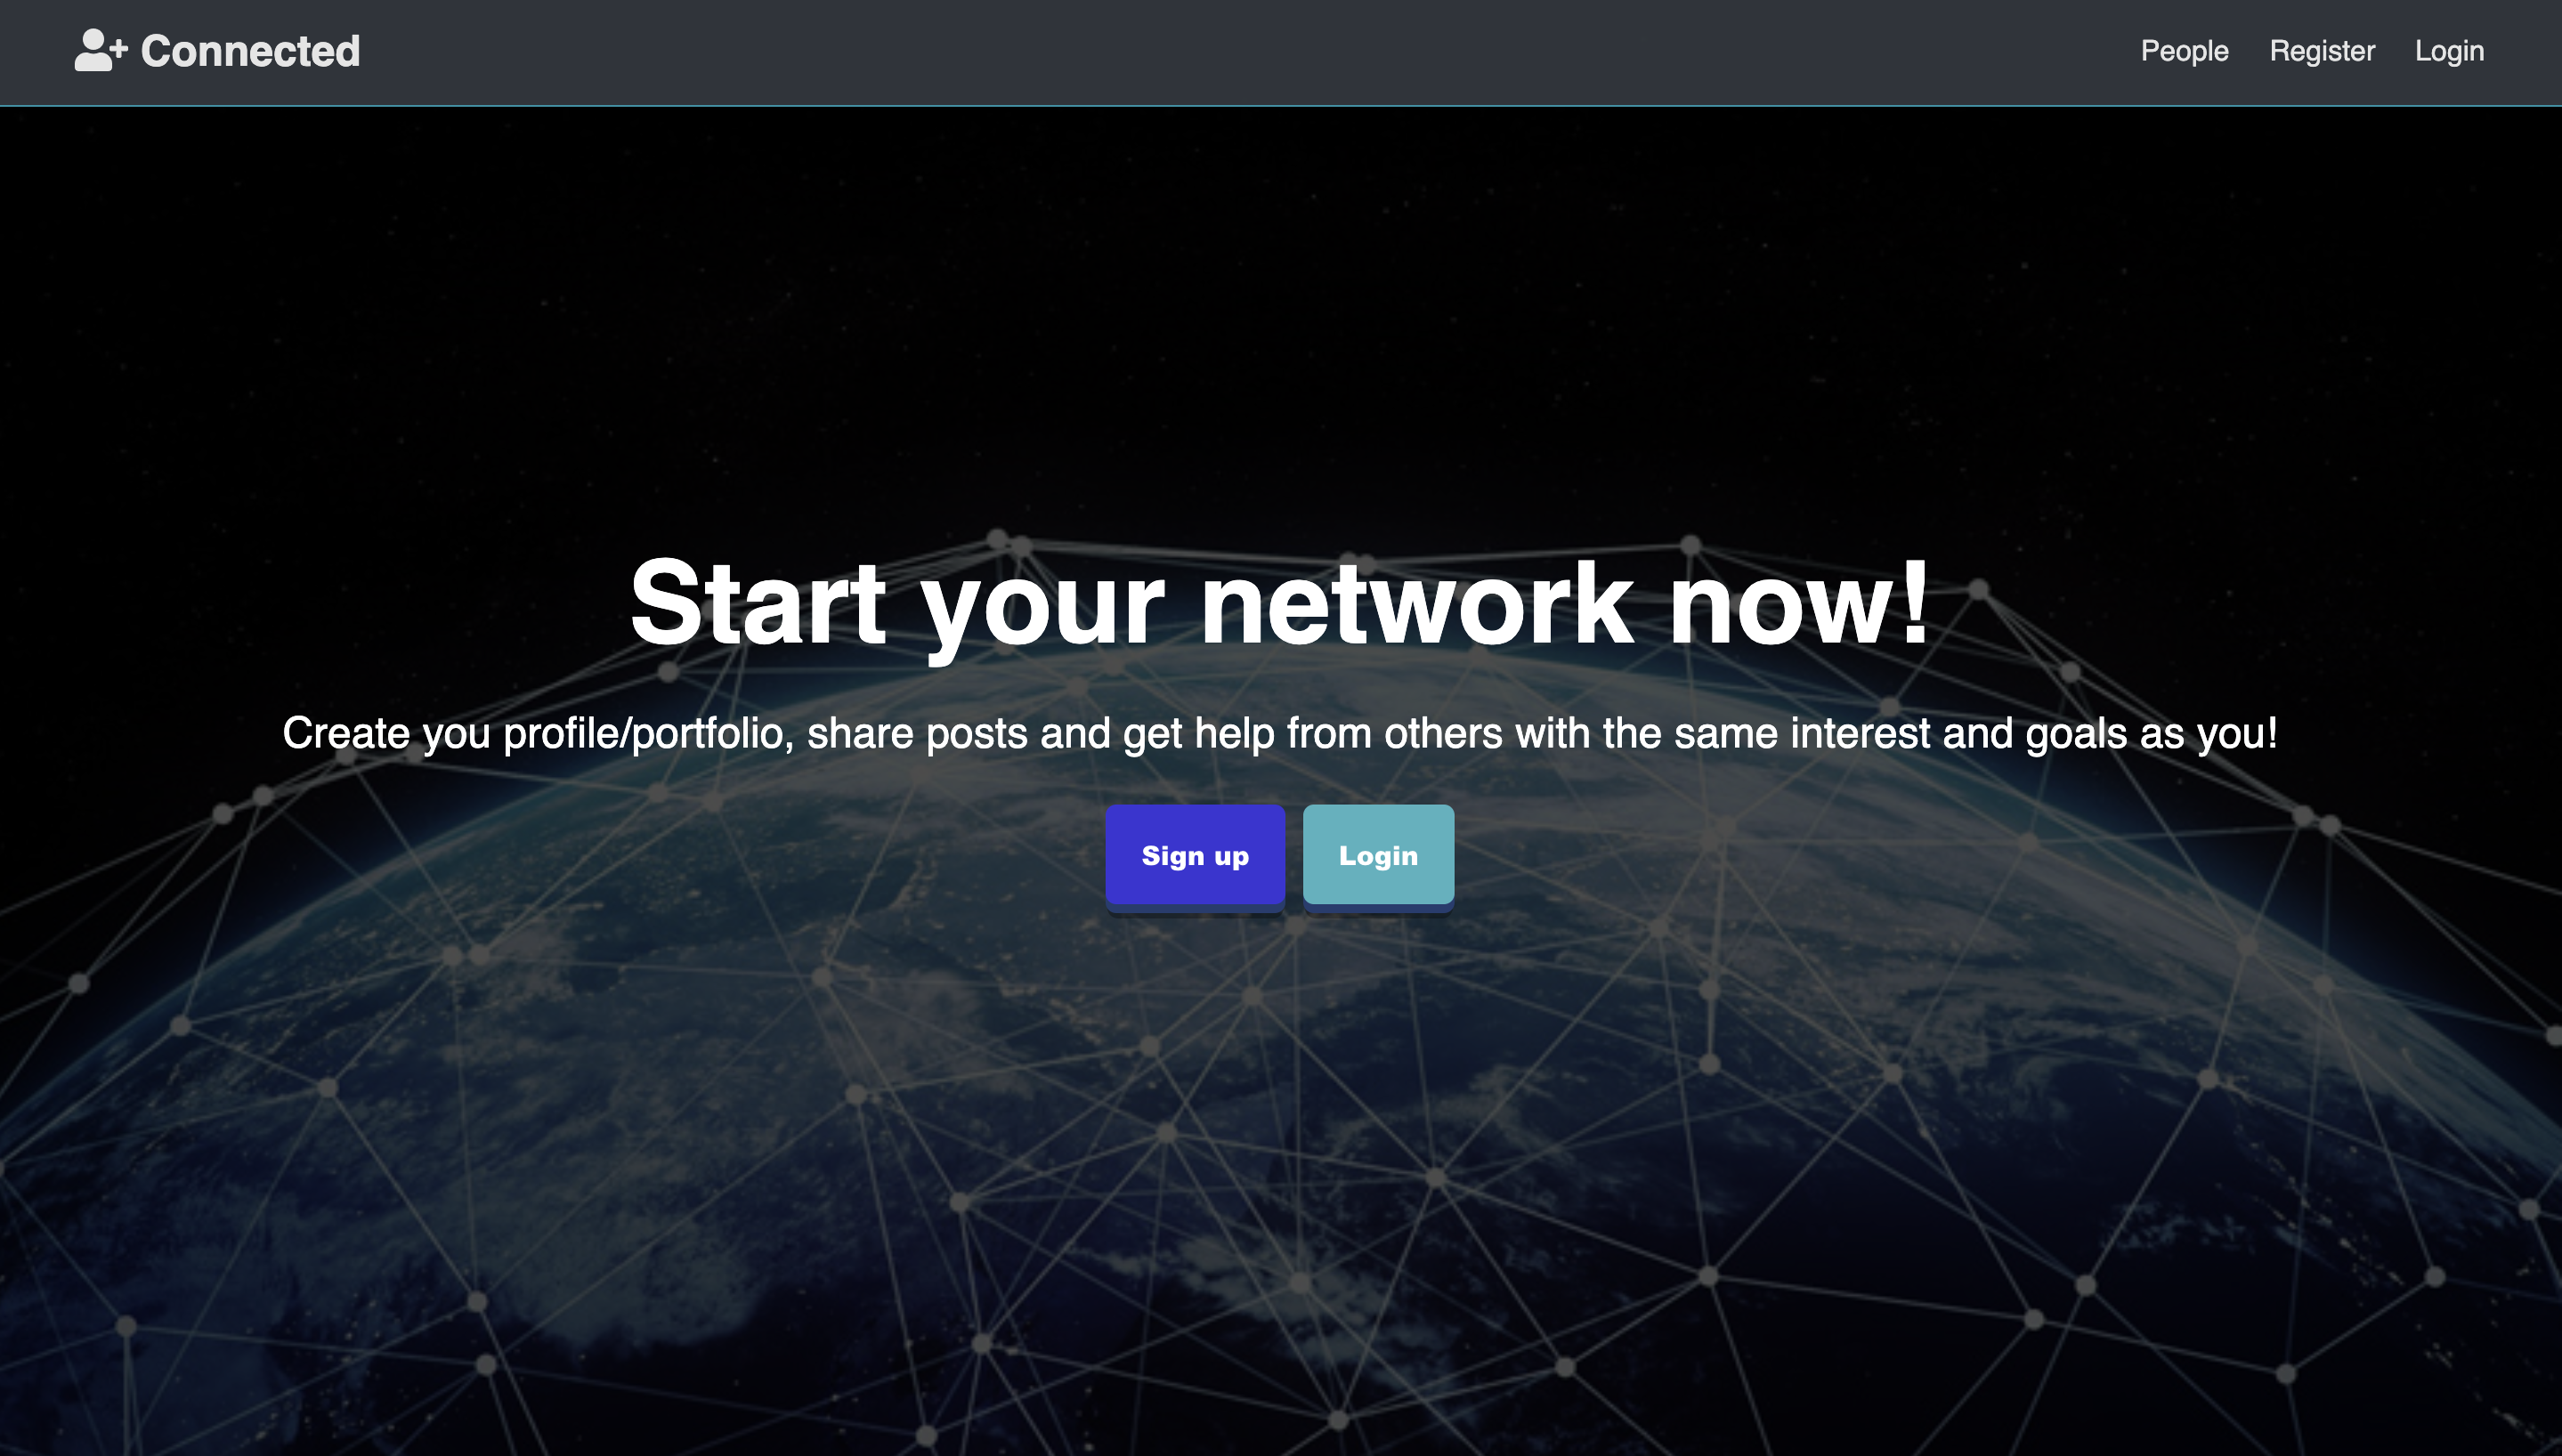 Connected
People Register Login
Start your network now!
Create you profile/portfolio, share posts and get help from others with the same interest and goals as you!
Sign up
Login